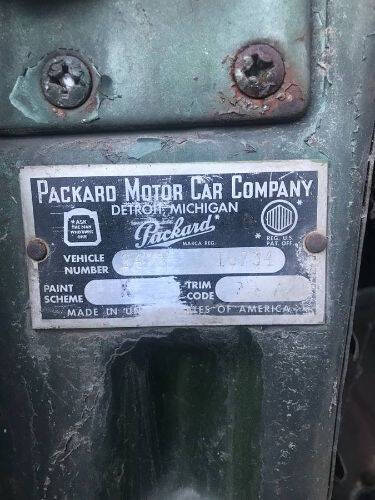 PACKARD MOTOR CAR COMPANY
DETROIT, MICHIGAN
"ASK THE MAN WHO OWNS ONE"
Packard
MARCA REG.
REG. U.S. PAT. OFF.
VEHICLE NUMBER
PAINT SCHEME
TRIM CODE
MADE IN OF AMERICA